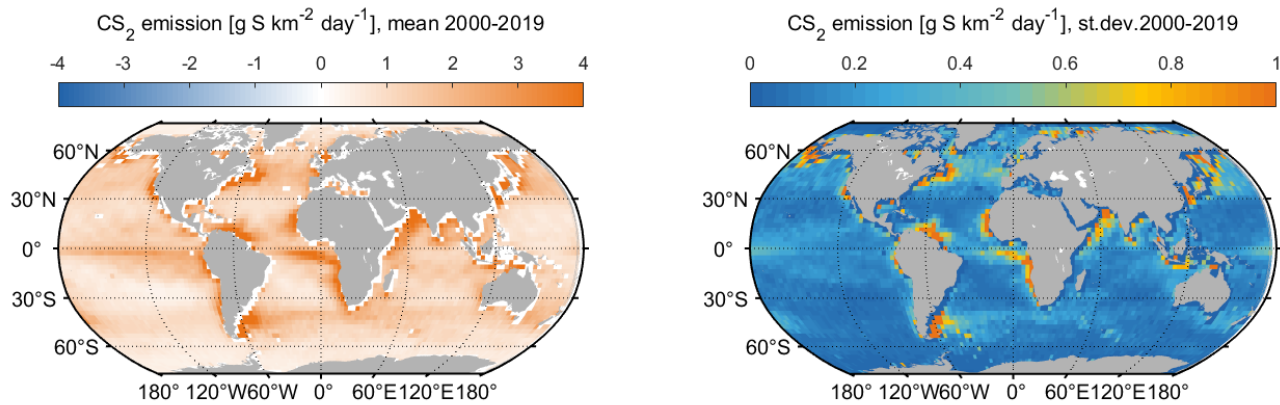 CS2 emission [g S km-2 day-1], mean 2000-2019
-4 -3 -2 -1 0 1 2 3 4
60°N
30°N
0°
30°S
60°S
180° 120°W60°W 0° 60°E120°E180°
CS2 emission [g S km-2 day-1], st.dev.2000-2019
0 0.2 0.4 0.6 0.8 1
60°N
30°N
0°
30°S
60°S
180° 120°W60°W 0° 60°E120°E180°